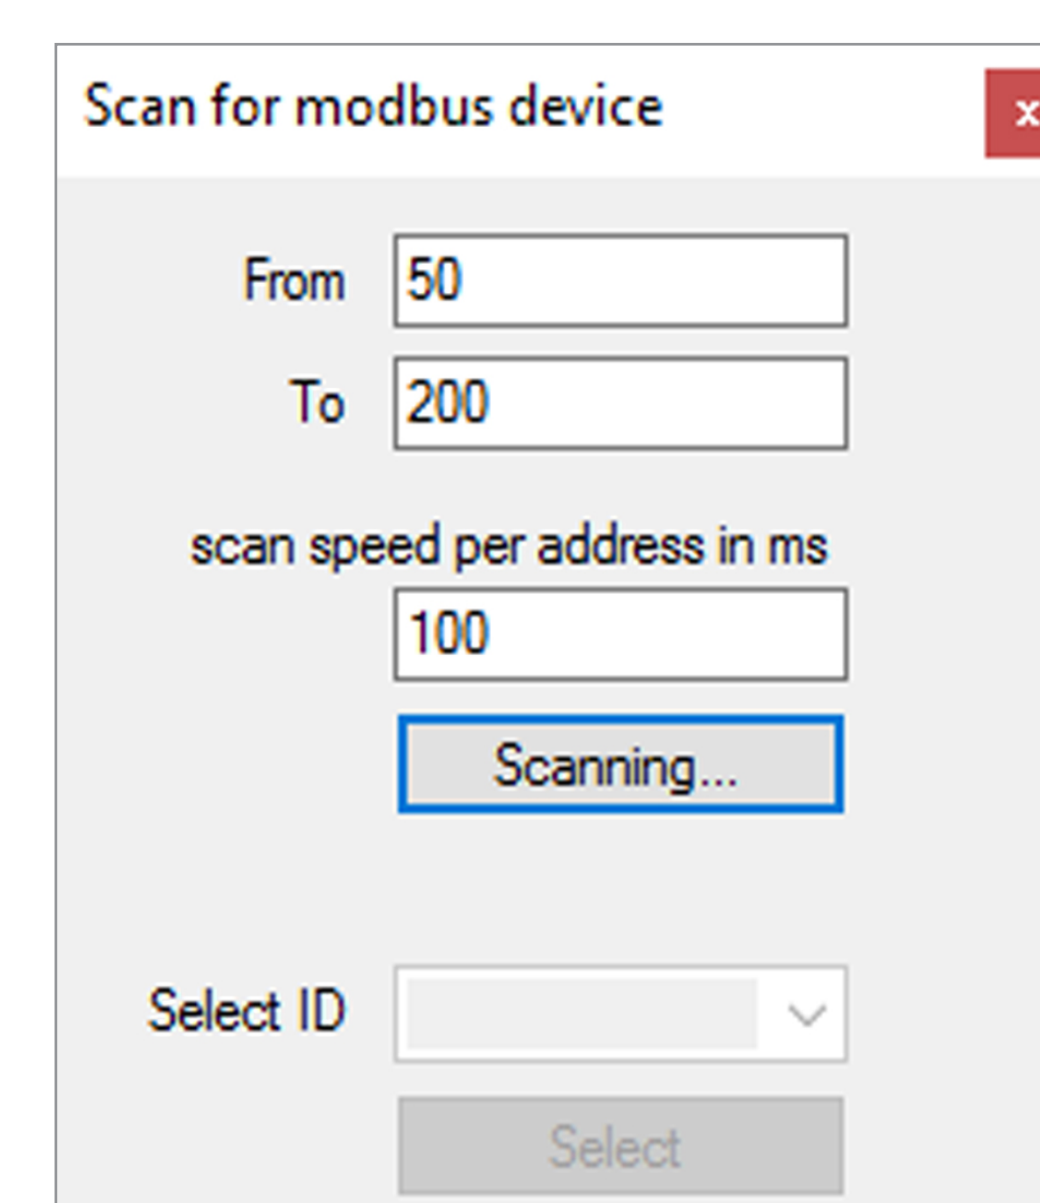 Scan for modbus device x
From 50
To 200
scan speed per address in ms
100
Scanning...
Select ID
Select